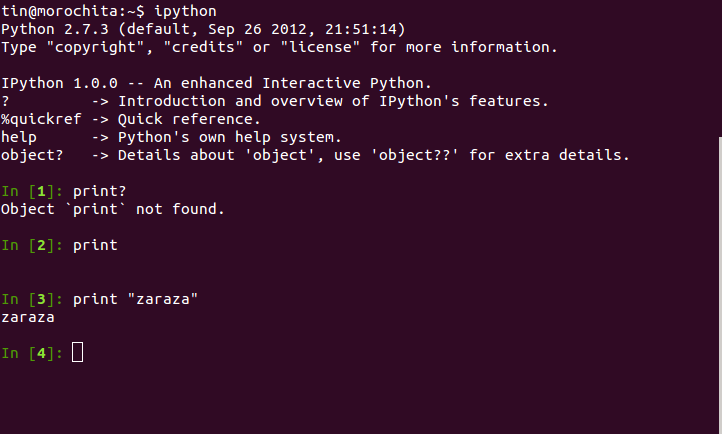 tin@morochita:~$ ipython
Python 2.7.3 (default, Sep 26 2012, 21:51:14)
Type "copyright", "credits" or "license" for more information.
IPython 1.0.0 -- An enhanced Interactive Python.
?         -> Introduction and overview of IPython's features.
%quickref -> Quick reference.
help      -> Python's own help system.
object?   -> Details about 'object', use 'object??' for extra details.
In [1]: print?
Object `print` not found.
In [2]: print
In [3]: print "zaraza"
zaraza
In [4]: